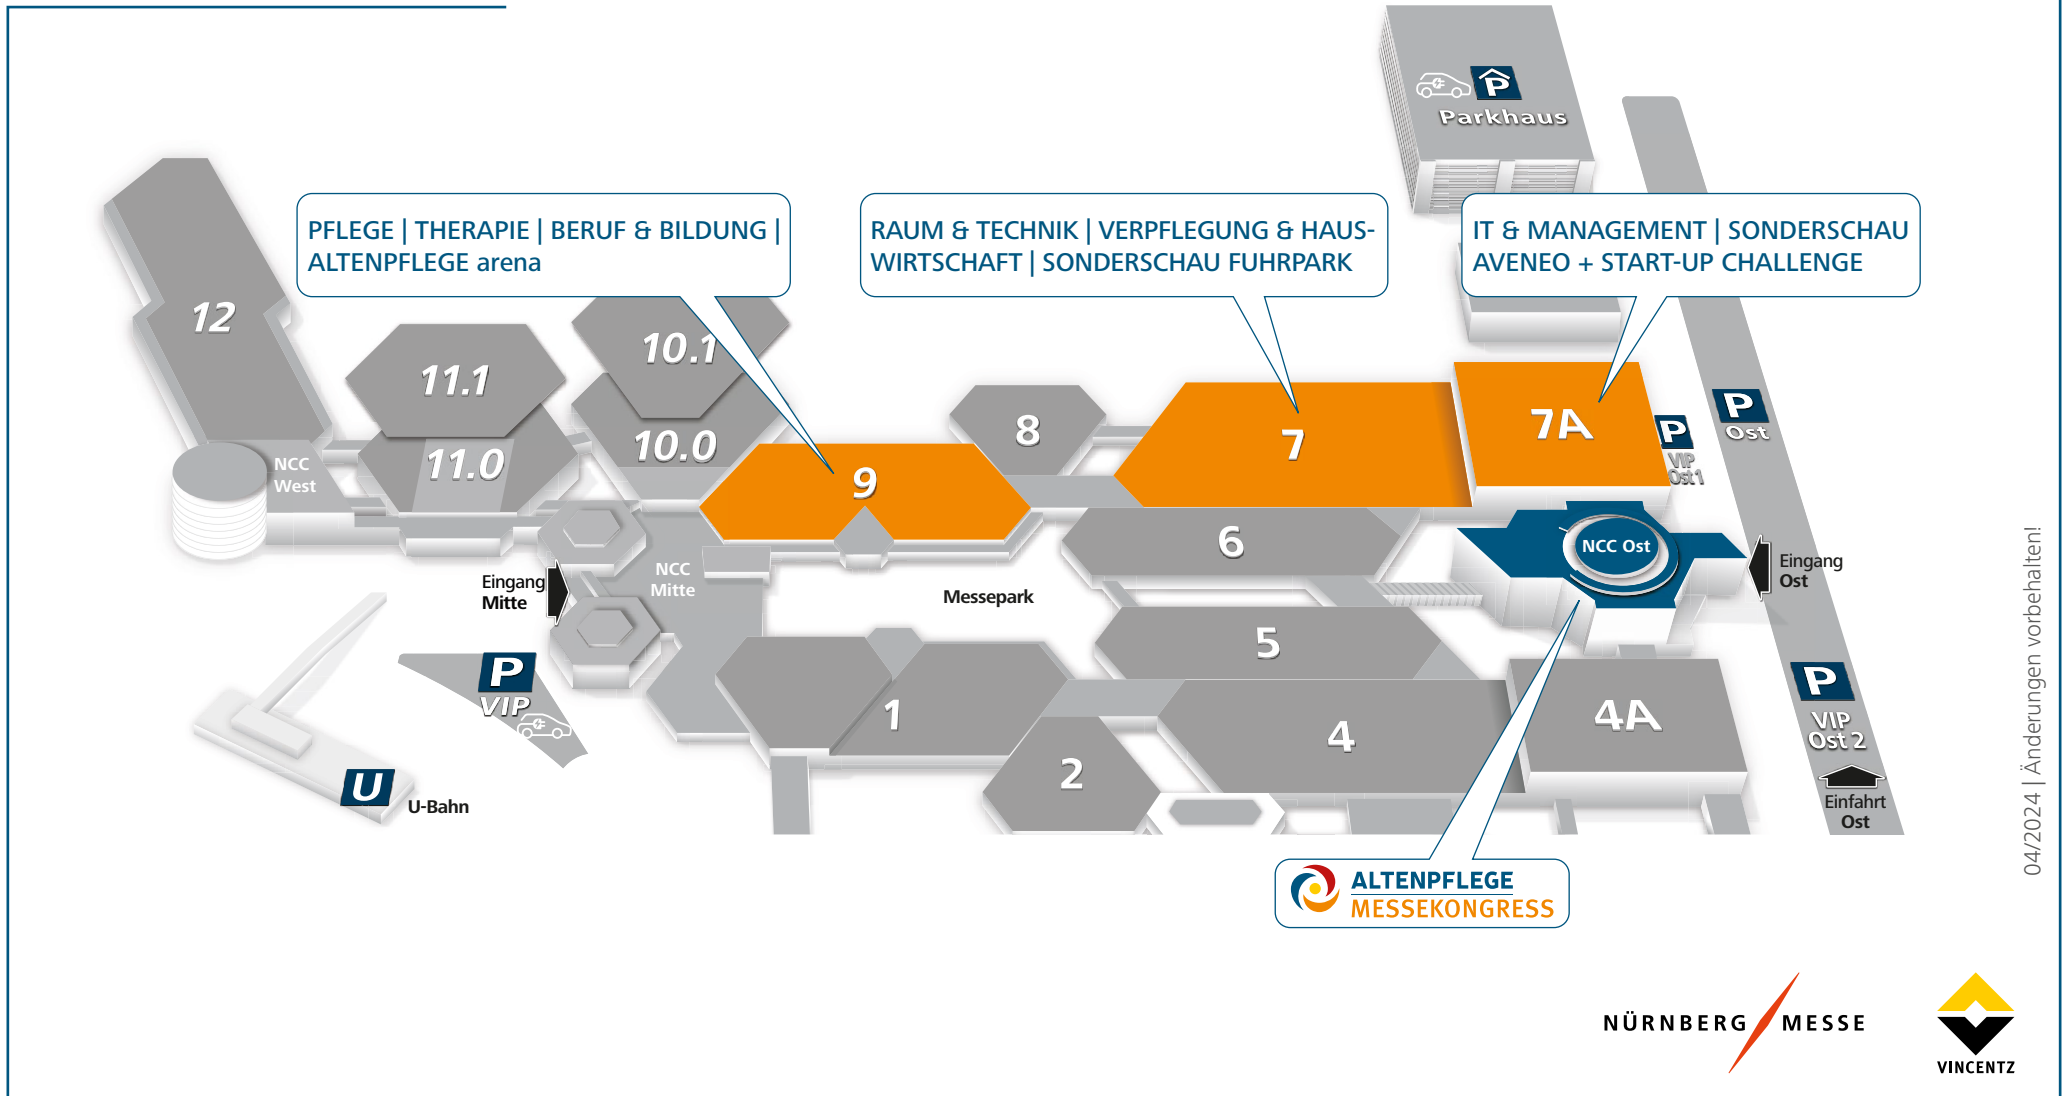 P
Parkhaus
PFLEGE | THERAPIE | BERUF & BILDUNG |
ALTENPFLEGE arena
RAUM & TECHNIK | VERPFLEGUNG & HAUS-
WIRTSCHAFT | SONDERSCHAU FUHRPARK
IT & MANAGEMENT | SONDERSCHAU
AVENEO + START-UP CHALLENGE
12
11.1
11.0
10.1
10.0
9
8
7
7A
P
VIP
Ost 1
P
Ost
NCC
West
NCC
Mitte
Eingang
Mitte
Messepark
6
5
NCC Ost
Eingang
Ost
P
VIP
1
2
4
4A
P
VIP
Ost 2
Einfahrt
Ost
U
U-Bahn
ALTENPFLEGE
MESSEKONGRESS
04/2024 | Änderungen vorbehalten!
NÜRNBERG MESSE
VINCENTZ